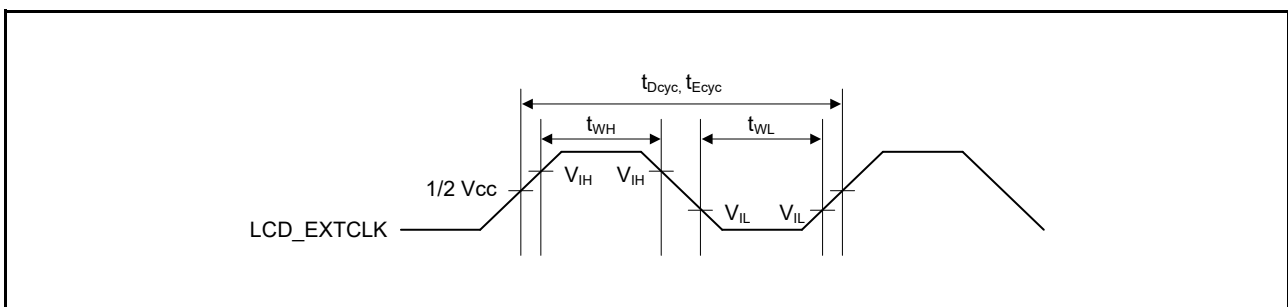 tDcyc, tEcyc
tWH
tWL
1/2 Vcc
VIH
VIH
VIL
VIL
LCD_EXTCLK